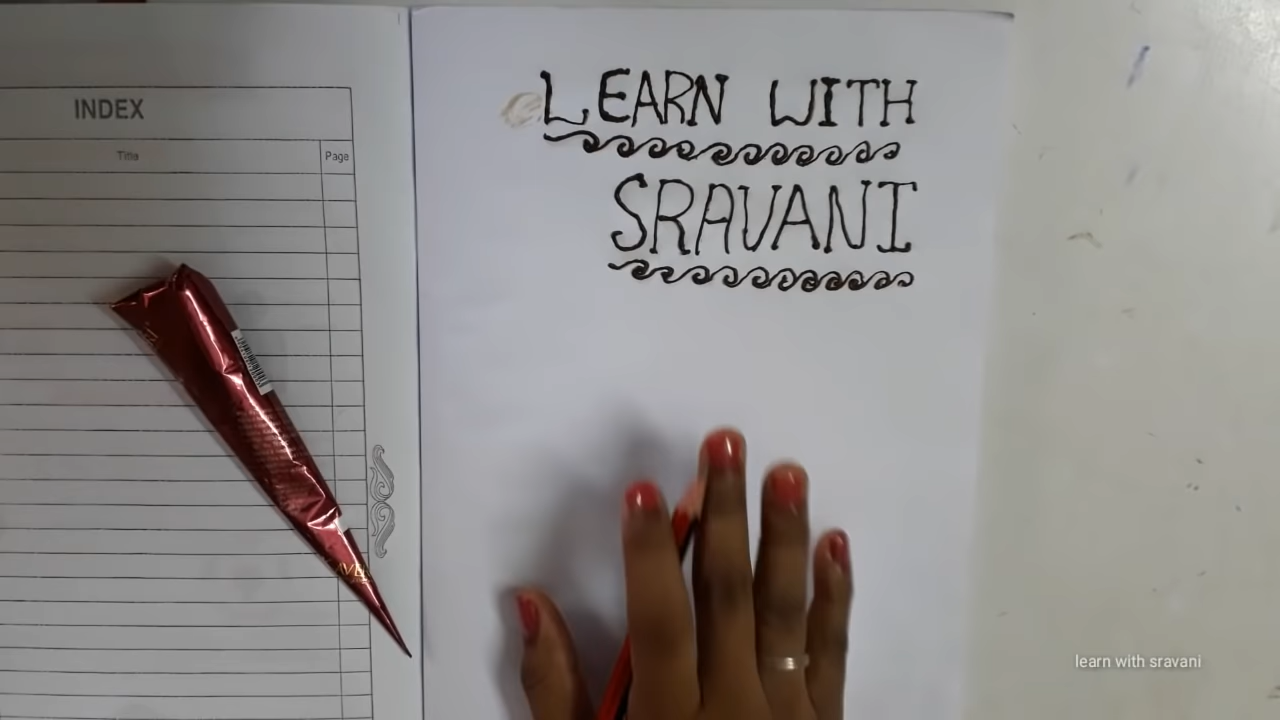 INDEX
Title Page
LEARN WITH
SRAVANI
learn with sravani